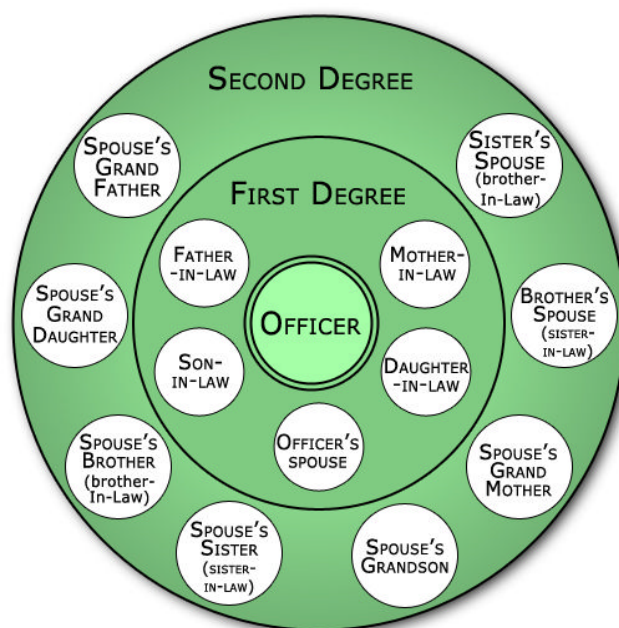 SECOND DEGREE
SPOUSE'S
GRAND
FATHER
SISTER'S
SPOUSE
(brother-
In-Law)
FIRST DEGREE
FATHER
-IN-LAW
MOTHER-
IN-LAW
SPOUSE'S
GRAND
DAUGHTER
OFFICER
BROTHER'S
SPOUSE
(SISTER-
IN-LAW)
SON-
IN-LAW
DAUGHTER
-IN-LAW
OFFICER'S
SPOUSE
SPOUSE'S
BROTHER
(brother-
In-Law)
SPOUSE'S
GRAND
MOTHER
SPOUSE'S
SISTER
(SISTER-
IN-LAW)
SPOUSE'S
GRANDSON